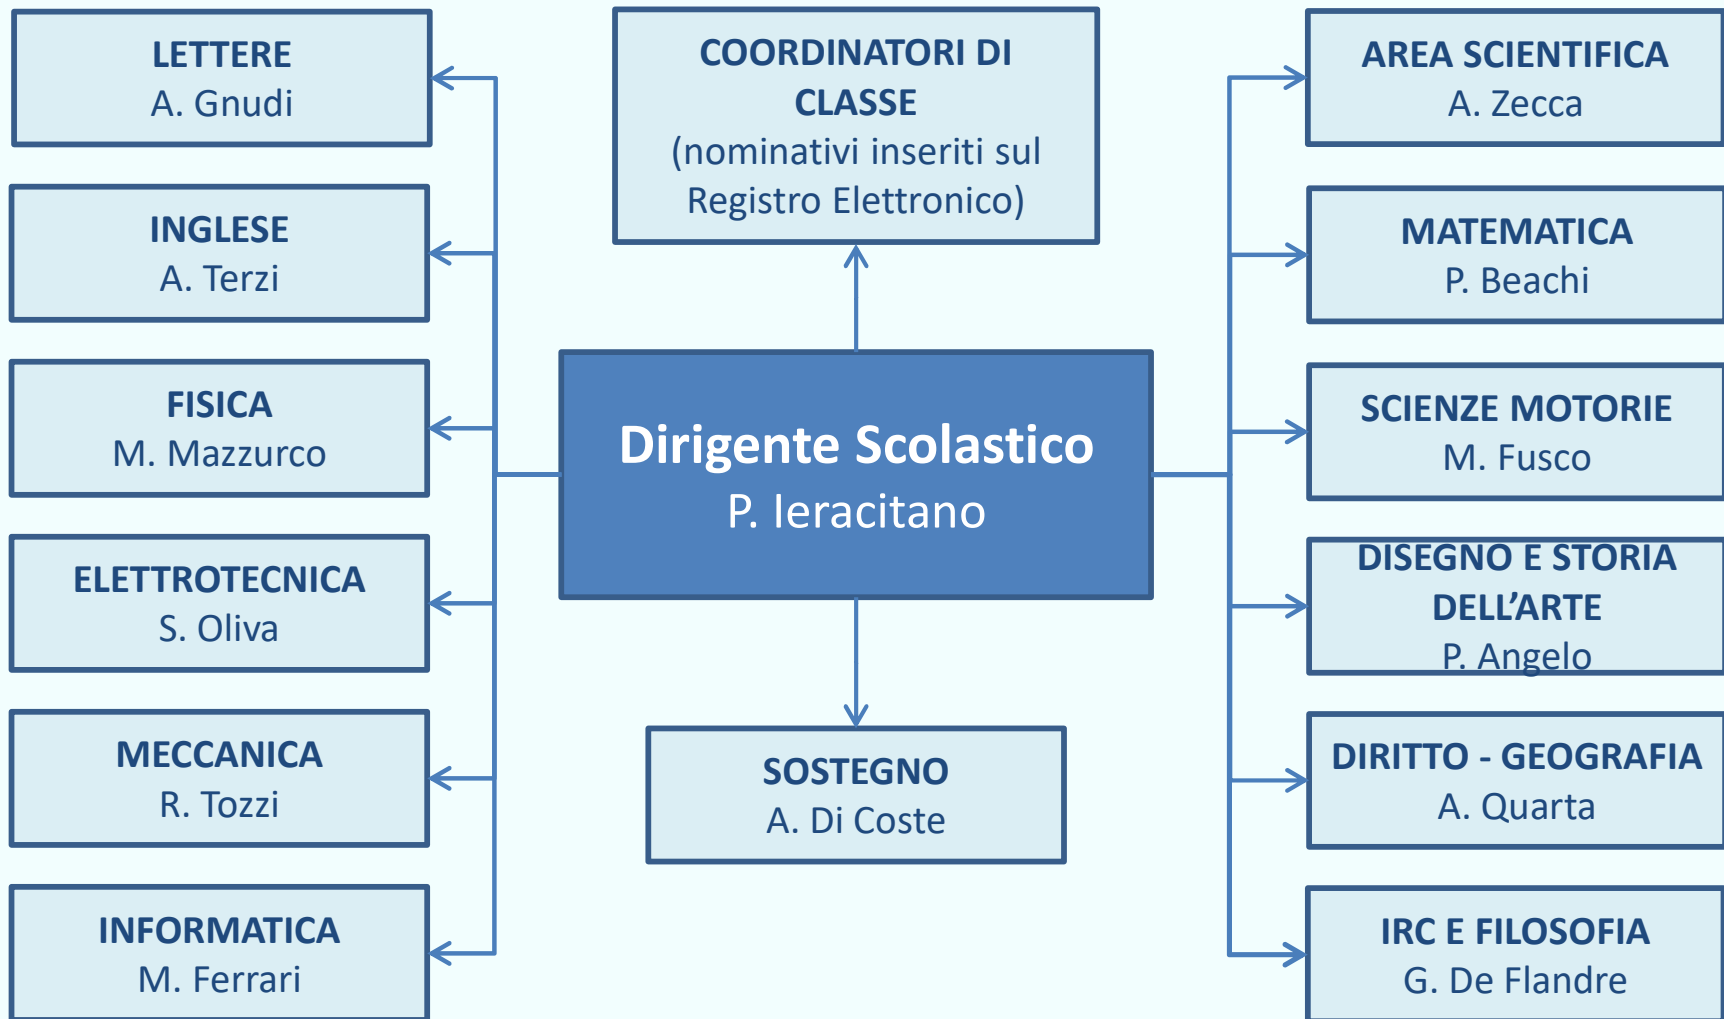 LETTERE
A. Gnudi
INGLESE
A. Terzi
FISICA
M. Mazzurco
ELETTROTECNICA
S. Oliva
MECCANICA
R. Tozzi
INFORMATICA
M. Ferrari
COORDINATORI DI
CLASSE
(nominativi inseriti sul
Registro Elettronico)
Dirigente Scolastico
P. Ieracitano
SOSTEGNO
A. Di Coste
AREA SCIENTIFICA
A. Zecca
MATEMATICA
P. Beachi
SCIENZE MOTORIE
M. Fusco
DISEGNO E STORIA
DELL’ARTE
P. Angelo
DIRITTO - GEOGRAFIA
A. Quarta
IRC E FILOSOFIA
G. De Flandre